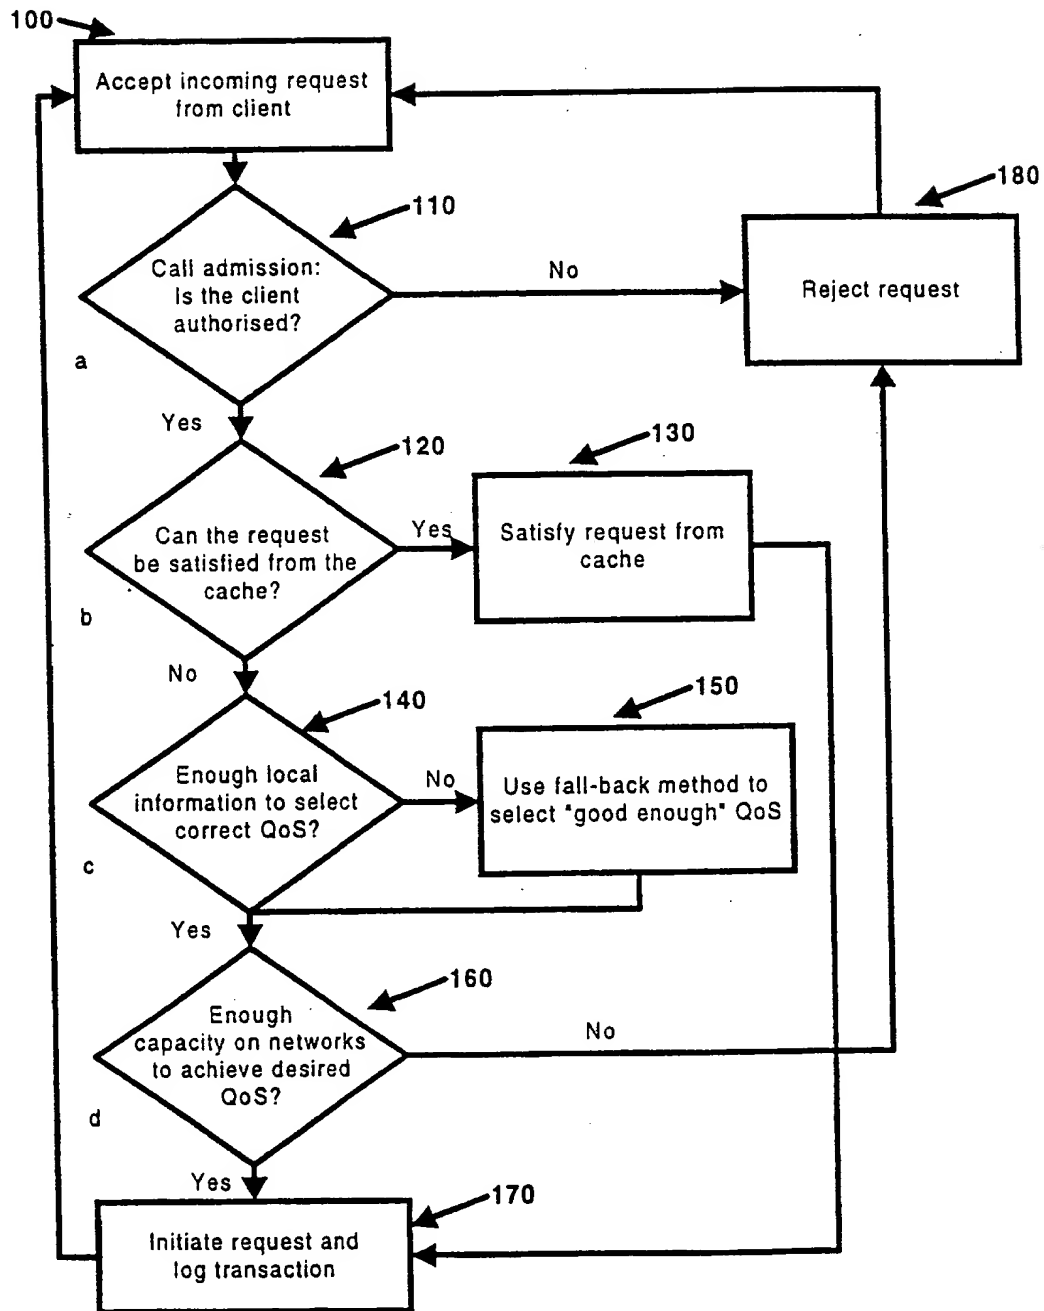 100
Accept incoming request
from client
110
180
Call admission:
Is the client
authorised?
No
Reject request
a
Yes
120
130
Can the request
be satisfied from the
cache?
Yes
Satisfy request from
cache
b
No
140
150
Enough local
information to select
correct QoS?
No
Use fall-back method to
select "good enough" QoS
c
Yes
160
Enough
capacity on networks
to achieve desired
QoS?
No
d
Yes
170
Initiate request and
log transaction